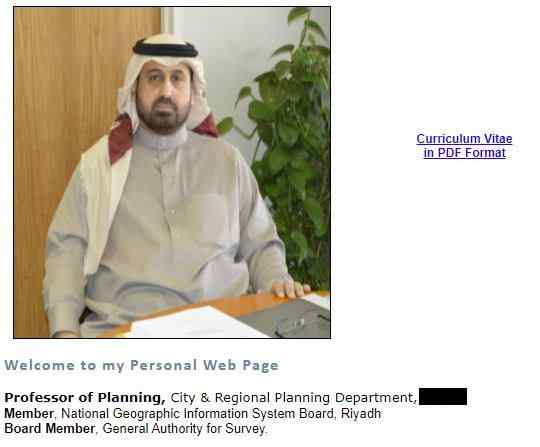 Curriculum Vitae
in PDF Format
Welcome to my Personal Web Page
Professor of Planning, City & Regional Planning Department,
Member, National Geographic Information System Board, Riyadh
Board Member, General Authority for Survey.